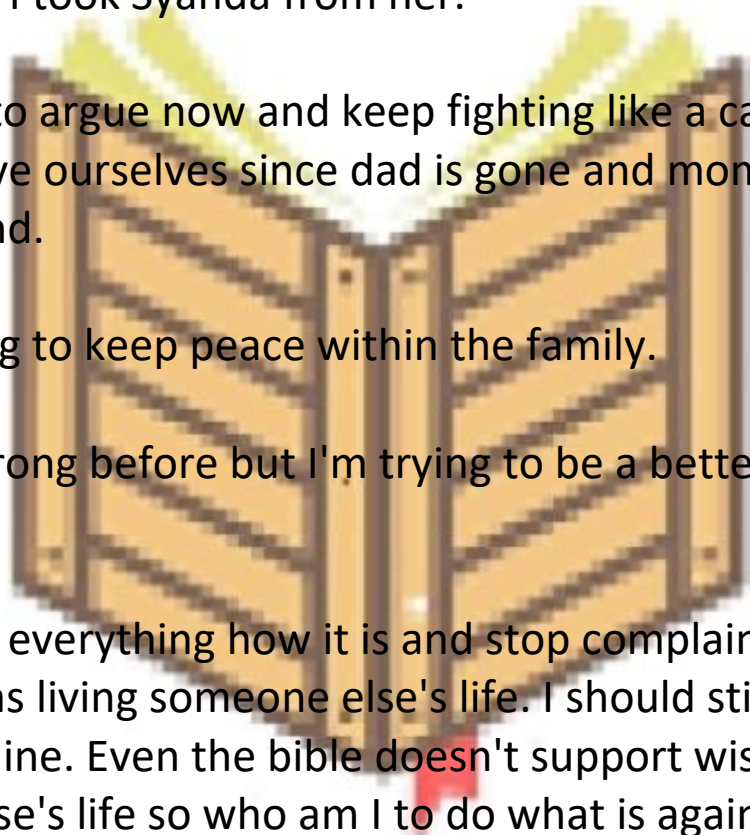 I took Syanda from her.
to argue now and keep fighting like a ca
ve ourselves since dad is gone and mom
nd.
g to keep peace within the family.
rong before but I'm trying to be a bette
everything how it is and stop complain
as living someone else's life. I should sti
ine. Even the bible doesn't support wis
se's life so who am I to do what is again